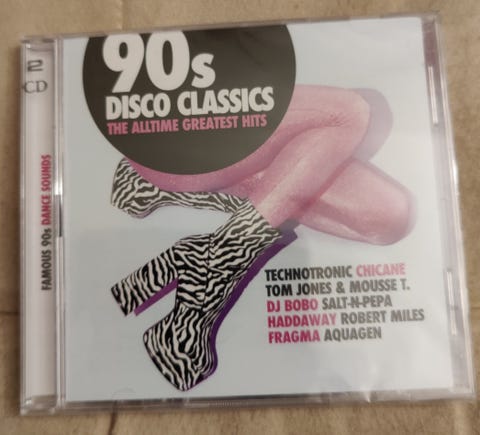 2
CD
FAMOUS 90s DANCE SOUNDS
90s
DISCO CLASSICS
THE ALLTIME GREATEST HITS
TECHNOTRONIC CHICANE
TOM JONES & MOUSSE T.
DJ BOBO SALT-N-PEPA
HADDAWAY ROBERT MILES
FRAGMA AQUAGEN